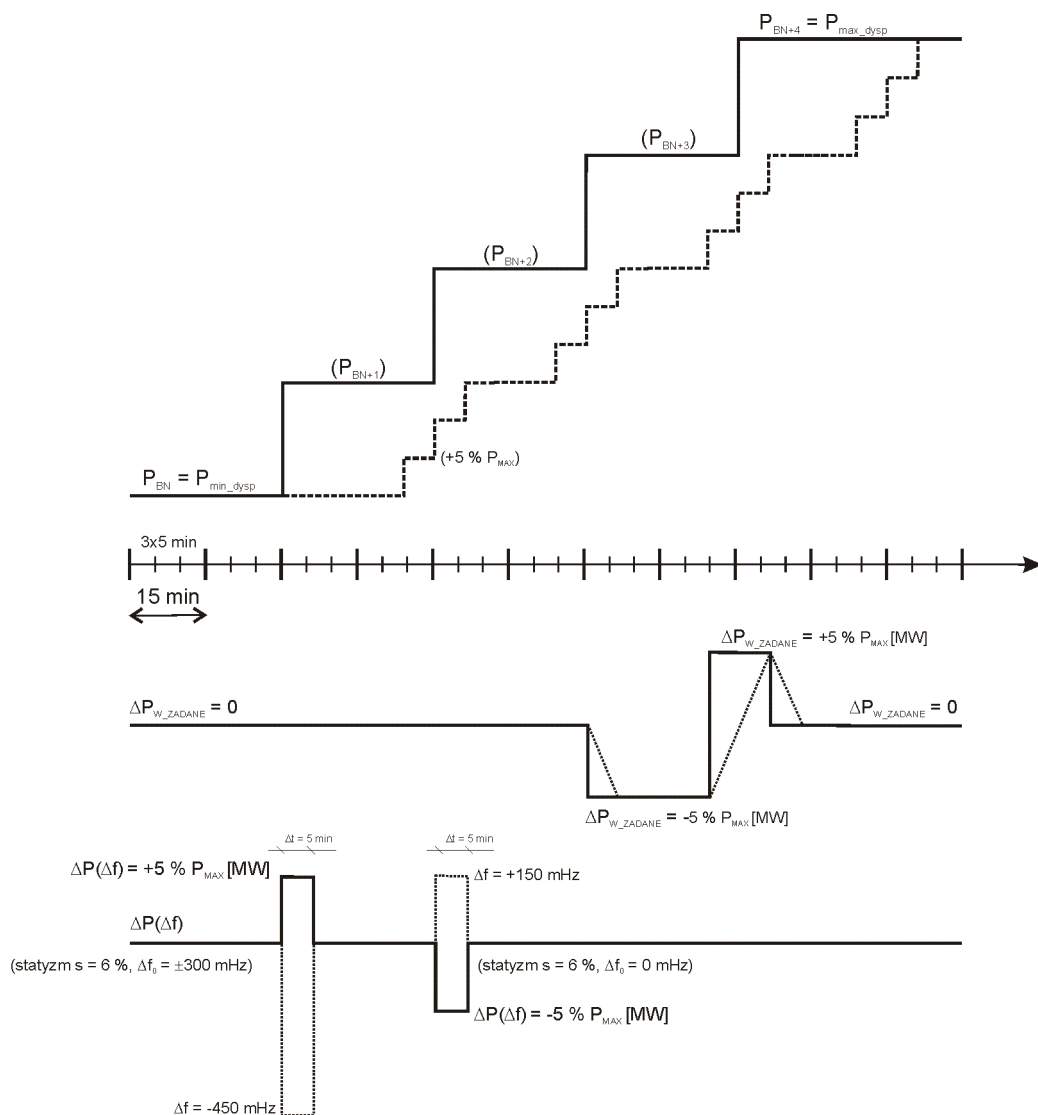 P_BN+4 = P_max_dysp
(P_BN+3)
(P_BN+2)
(P_BN+1)
(+5 % P_MAX)
P_BN = P_min_dysp
3x5 min
15 min
ΔP_W_ZADANE = +5 % P_MAX [MW]
ΔP_W_ZADANE = 0
ΔP_W_ZADANE = 0
ΔP_W_ZADANE = -5 % P_MAX [MW]
Δt = 5 min
Δt = 5 min
ΔP(Δf) = +5 % P_MAX [MW]
Δf = +150 mHz
ΔP(Δf)
(statyzm s = 6 %, Δf₀ = ±300 mHz)
(statyzm s = 6 %, Δf₀ = 0 mHz)
ΔP(Δf) = -5 % P_MAX [MW]
Δf = -450 mHz